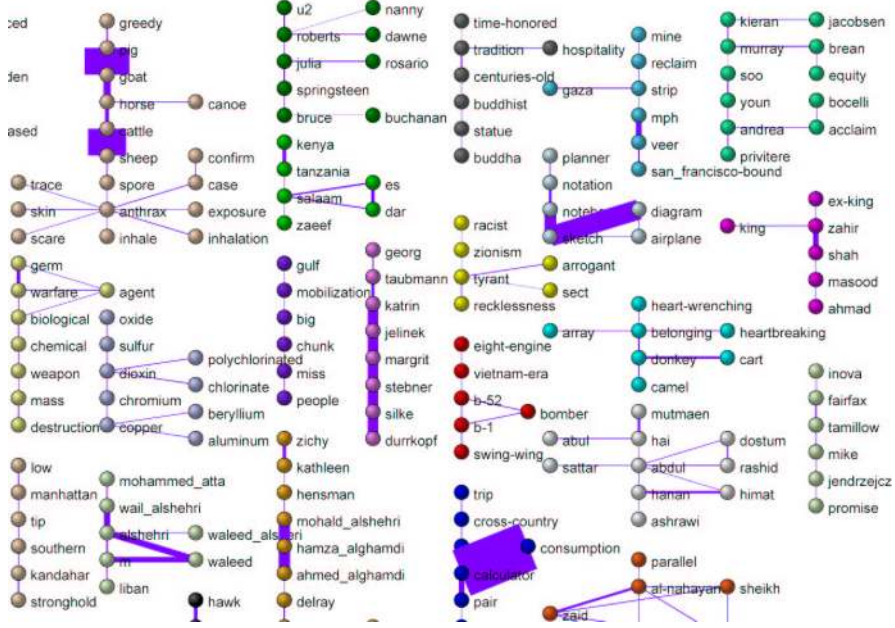 ced
den
ased
greedy
pig
goat
horse
canoe
cattle
sheep
confirm
trace
spore
case
skin
anthrax
exposure
scare
inhale
inhalation
germ
warfare
agent
biological
oxide
chemical
sulfur
polychlorinated
weapon
dioxin
chlorinate
mass
chromium
beryllium
destruction
copper
aluminum
low
manhattan
tip
southern
kandahar
stronghold
mohammed_atta
wail_alshehri
alshehri
waleed
m
liban
hawk
u2
nanny
roberts
dawne
julia
rosario
springsteen
bruce
buchanan
kenya
tanzania
salaam
es
dar
zaeef
gulf
mobilization
big
chunk
miss
people
georg
taubmann
katrin
jelinek
margrit
stebner
silke
durrkopf
zichy
kathleen
hensman
mohald_alshehri
hamza_alghamdi
ahmed_alghamdi
delray
time-honored
tradition
hospitality
centuries-old
buddhist
statue
buddha
mine
reclaim
gaza
strip
mph
veer
san_francisco-bound
planner
notation
diagram
sketch
airplane
racist
zionism
tyrant
arrogant
recklessness
sect
eight-engine
vietnam-era
b-52
bomber
b-1
swing-wing
trip
cross-country
consumption
calculator
pair
kieran
jacobsen
murray
brean
soo
equity
youn
bocelli
andrea
acclaim
privitere
ex-king
king
zahir
shah
masood
ahmad
heart-wrenching
array
belonging
heartbreaking
donkey
cart
camel
mutmaen
abul
hai
dostum
sattar
abdul
rashid
hanan
himat
ashrawi
inova
fairfax
tamillow
mike
jendrzejcz
promise
parallel
al-nahayan
sheikh
zaid